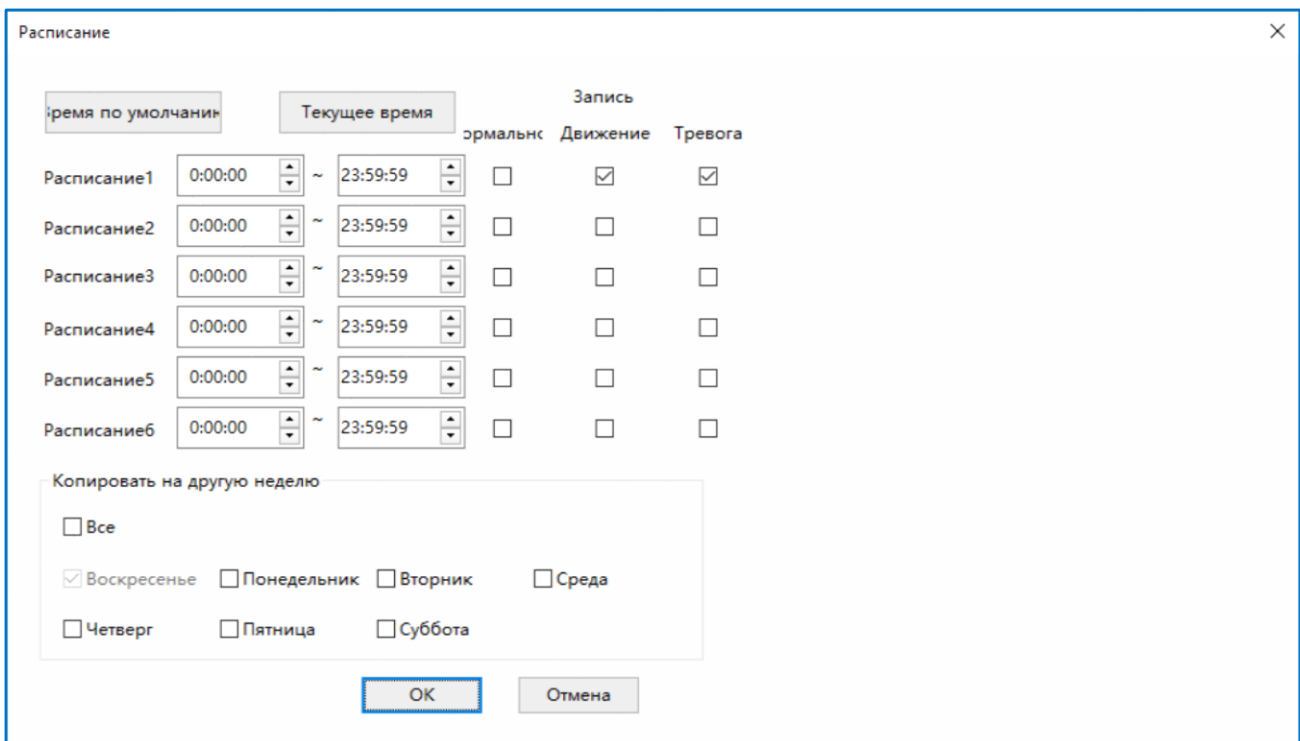 Расписание
Запись
ремя по умолчани Текущее время
ормальнс Движение Тревога
Расписание1 0:00:00 ~ 23:59:59
Расписание2 0:00:00 ~ 23:59:59
Расписание3 0:00:00 ~ 23:59:59
Расписание4 0:00:00 ~ 23:59:59
Расписание5 0:00:00 ~ 23:59:59
Расписание6 0:00:00 ~ 23:59:59
Копировать на другую неделю
Все
Воскресенье Понедельник Вторник Среда
Четверг Пятница Суббота
OK Отмена